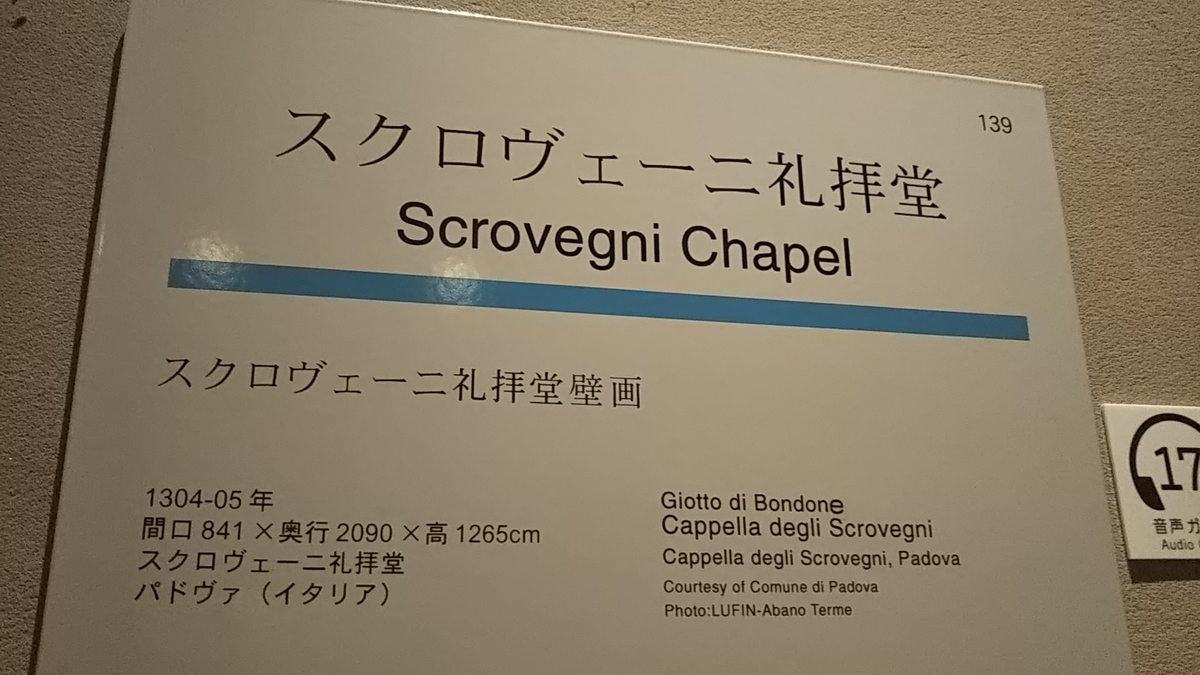 139
スクロヴェーニ礼拝堂
Scrovegni Chapel
スクロヴェーニ礼拝堂壁画
1304-05 年
間口 841 × 奥行 2090 × 高 1265cm
スクロヴェーニ礼拝堂
パドヴァ（イタリア）
Giotto di Bondone
Cappella degli Scrovegni
Cappella degli Scrovegni, Padova
Courtesy of Comune di Padova
Photo:LUFIN-Abano Terme
17
音声
Audio